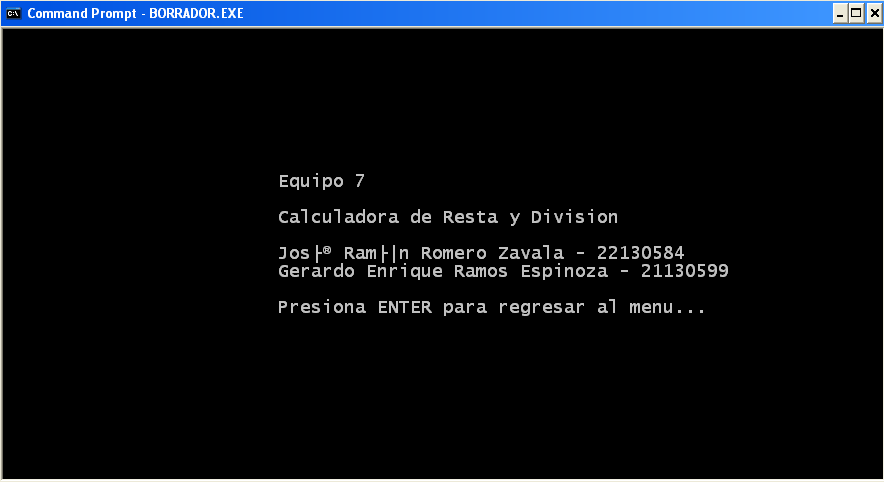 Command Prompt - BORRADOR.EXE
Equipo 7
Calculadora de Resta y Division
Jos├® Ram├|n Romero Zavala - 22130584
Gerardo Enrique Ramos Espinoza - 21130599
Presiona ENTER para regresar al menu...